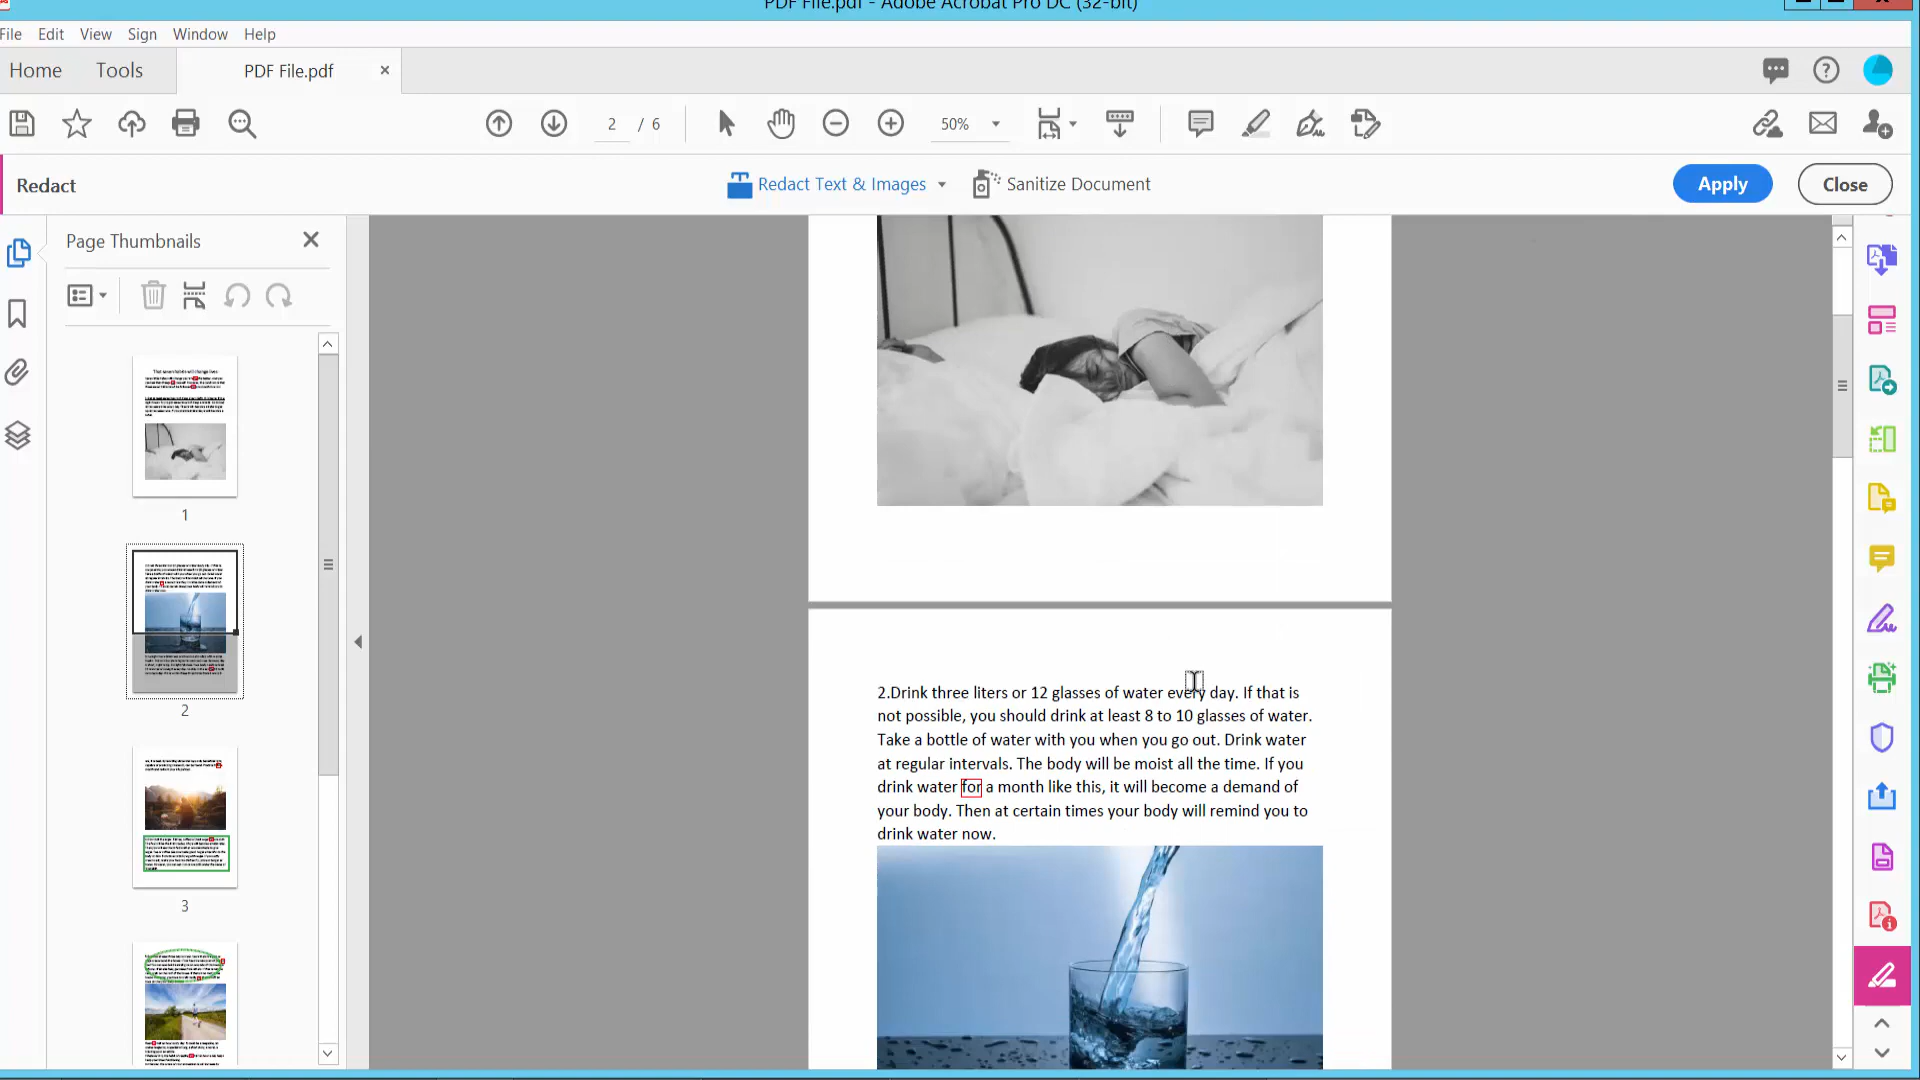 PDF File.pdf - Adobe Acrobat Pro DC (32-bit)
File Edit View Sign Window Help
Home Tools PDF File.pdf
2 / 6 50%
Redact Redact Text & Images Sanitize Document Apply Close
Page Thumbnails
1
2
3
2.Drink three liters or 12 glasses of water every day. If that is
not possible, you should drink at least 8 to 10 glasses of water.
Take a bottle of water with you when you go out. Drink water
at regular intervals. The body will be moist all the time. If you
drink water for a month like this, it will become a demand of
your body. Then at certain times your body will remind you to
drink water now.